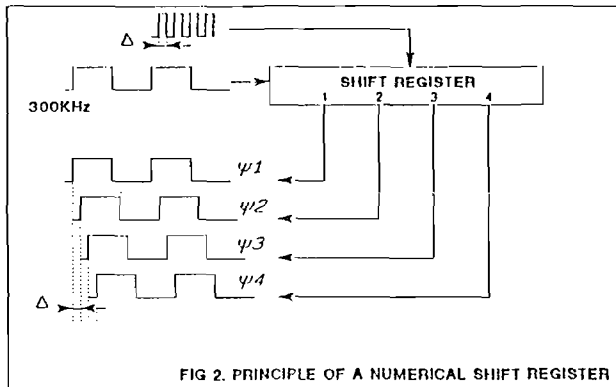 Δ
SHIFT REGISTER
1 2 3 4
300KHz
ψ1
ψ2
ψ3
ψ4
Δ
FIG 2. PRINCIPLE OF A NUMERICAL SHIFT REGISTER